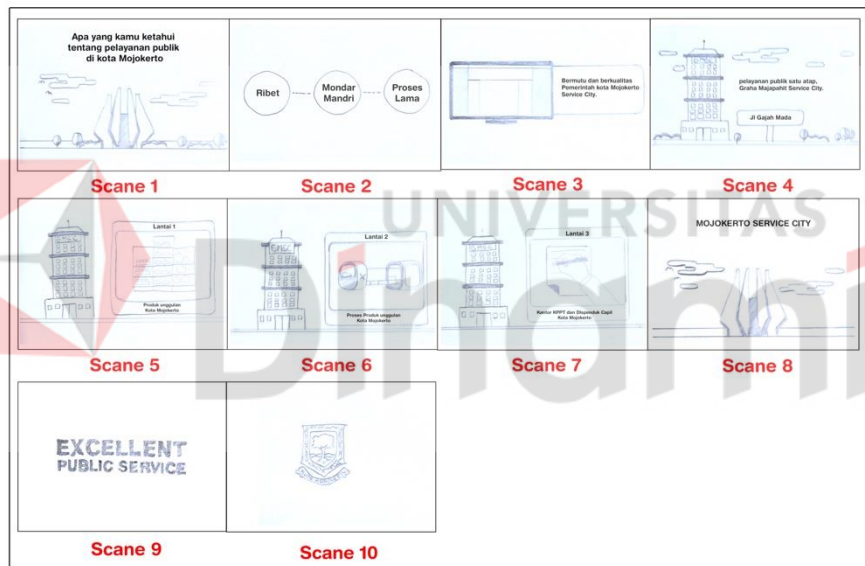 Apa yang kamu ketahui
tentang pelayanan publik
di kota Mojokerto
Scane 1
Ribet
Mondar
Mandri
Proses
Lama
Scane 2
Bermutu dan berkualitas
Pemerintah kota Mojokerto
Service City.
Scane 3
pelayanan publik satu atap,
Graha Majapahit Service City.
Jl Gajah Mada
Scane 4
UNIVERSITAS
Dinami
Lantai 1
Produk unggulan
Kota Mojokerto
Scane 5
Lantai 2
Proses Produk unggulan
Kota Mojokerto
Scane 6
Lantai 3
Kantor KPPT dan Dispenduk Capil
Kota Mojokerto
Scane 7
MOJOKERTO SERVICE CITY
Scane 8
EXCELLENT
PUBLIC SERVICE
Scane 9
Scane 10